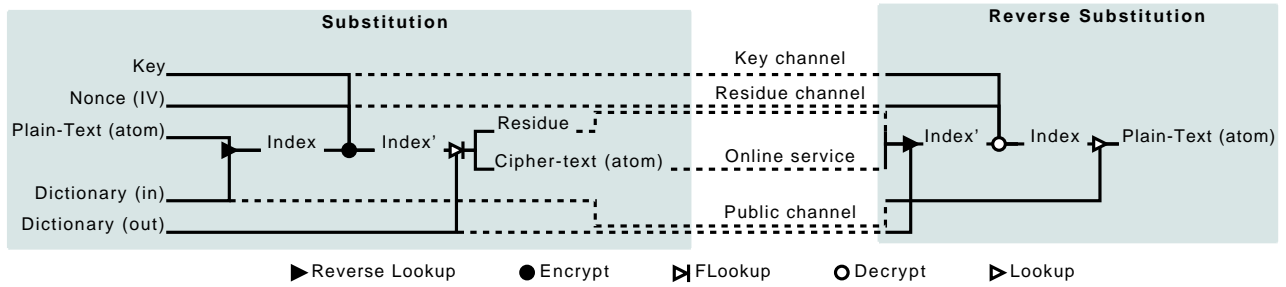 Substitution
Reverse Substitution
Key
Key channel
Nonce (IV)
Residue channel
Plain-Text (atom)
Index
Index’
Residue
Cipher-text (atom)
Online service
Index’
Index
Plain-Text (atom)
Dictionary (in)
Dictionary (out)
Public channel
Reverse Lookup
Encrypt
FLookup
Decrypt
Lookup